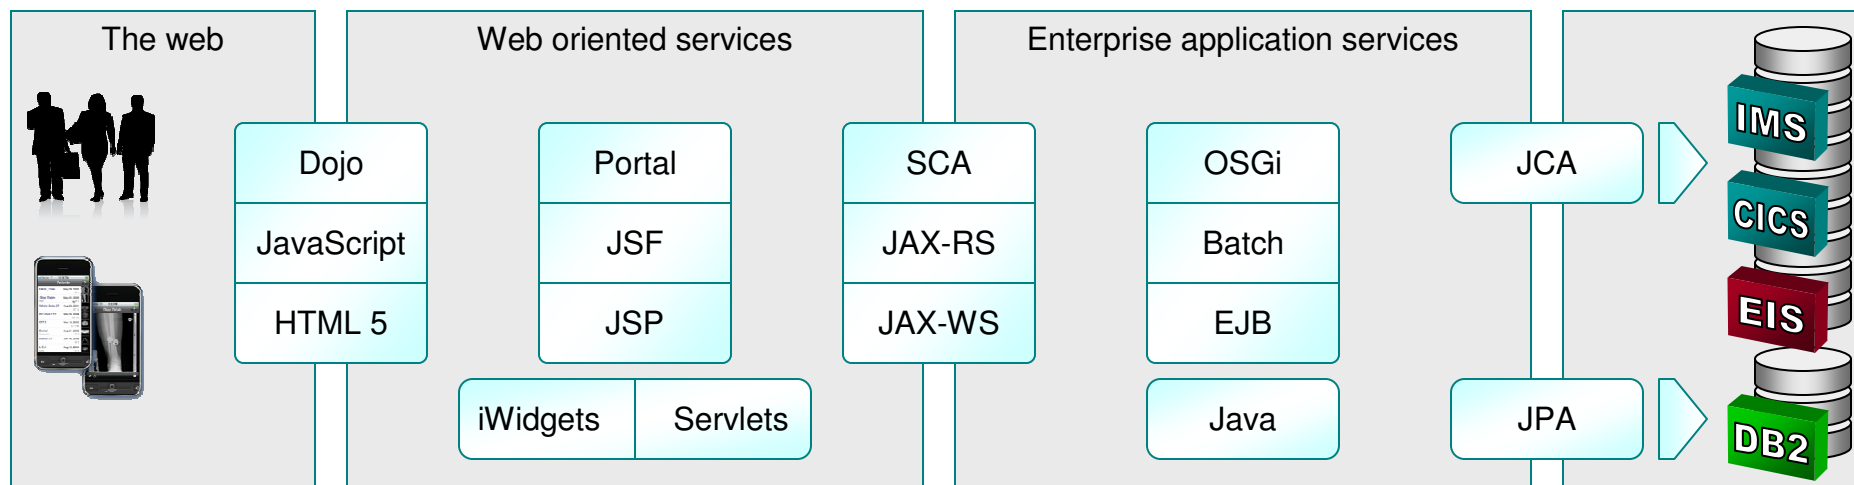 The web
Web oriented services
Enterprise application services
Dojo
JavaScript
HTML 5
Portal
JSF
JSP
iWidgets
Servlets
SCA
JAX-RS
JAX-WS
OSGi
Batch
EJB
Java
JCA
JPA
IMS
CICS
EIS
DB2